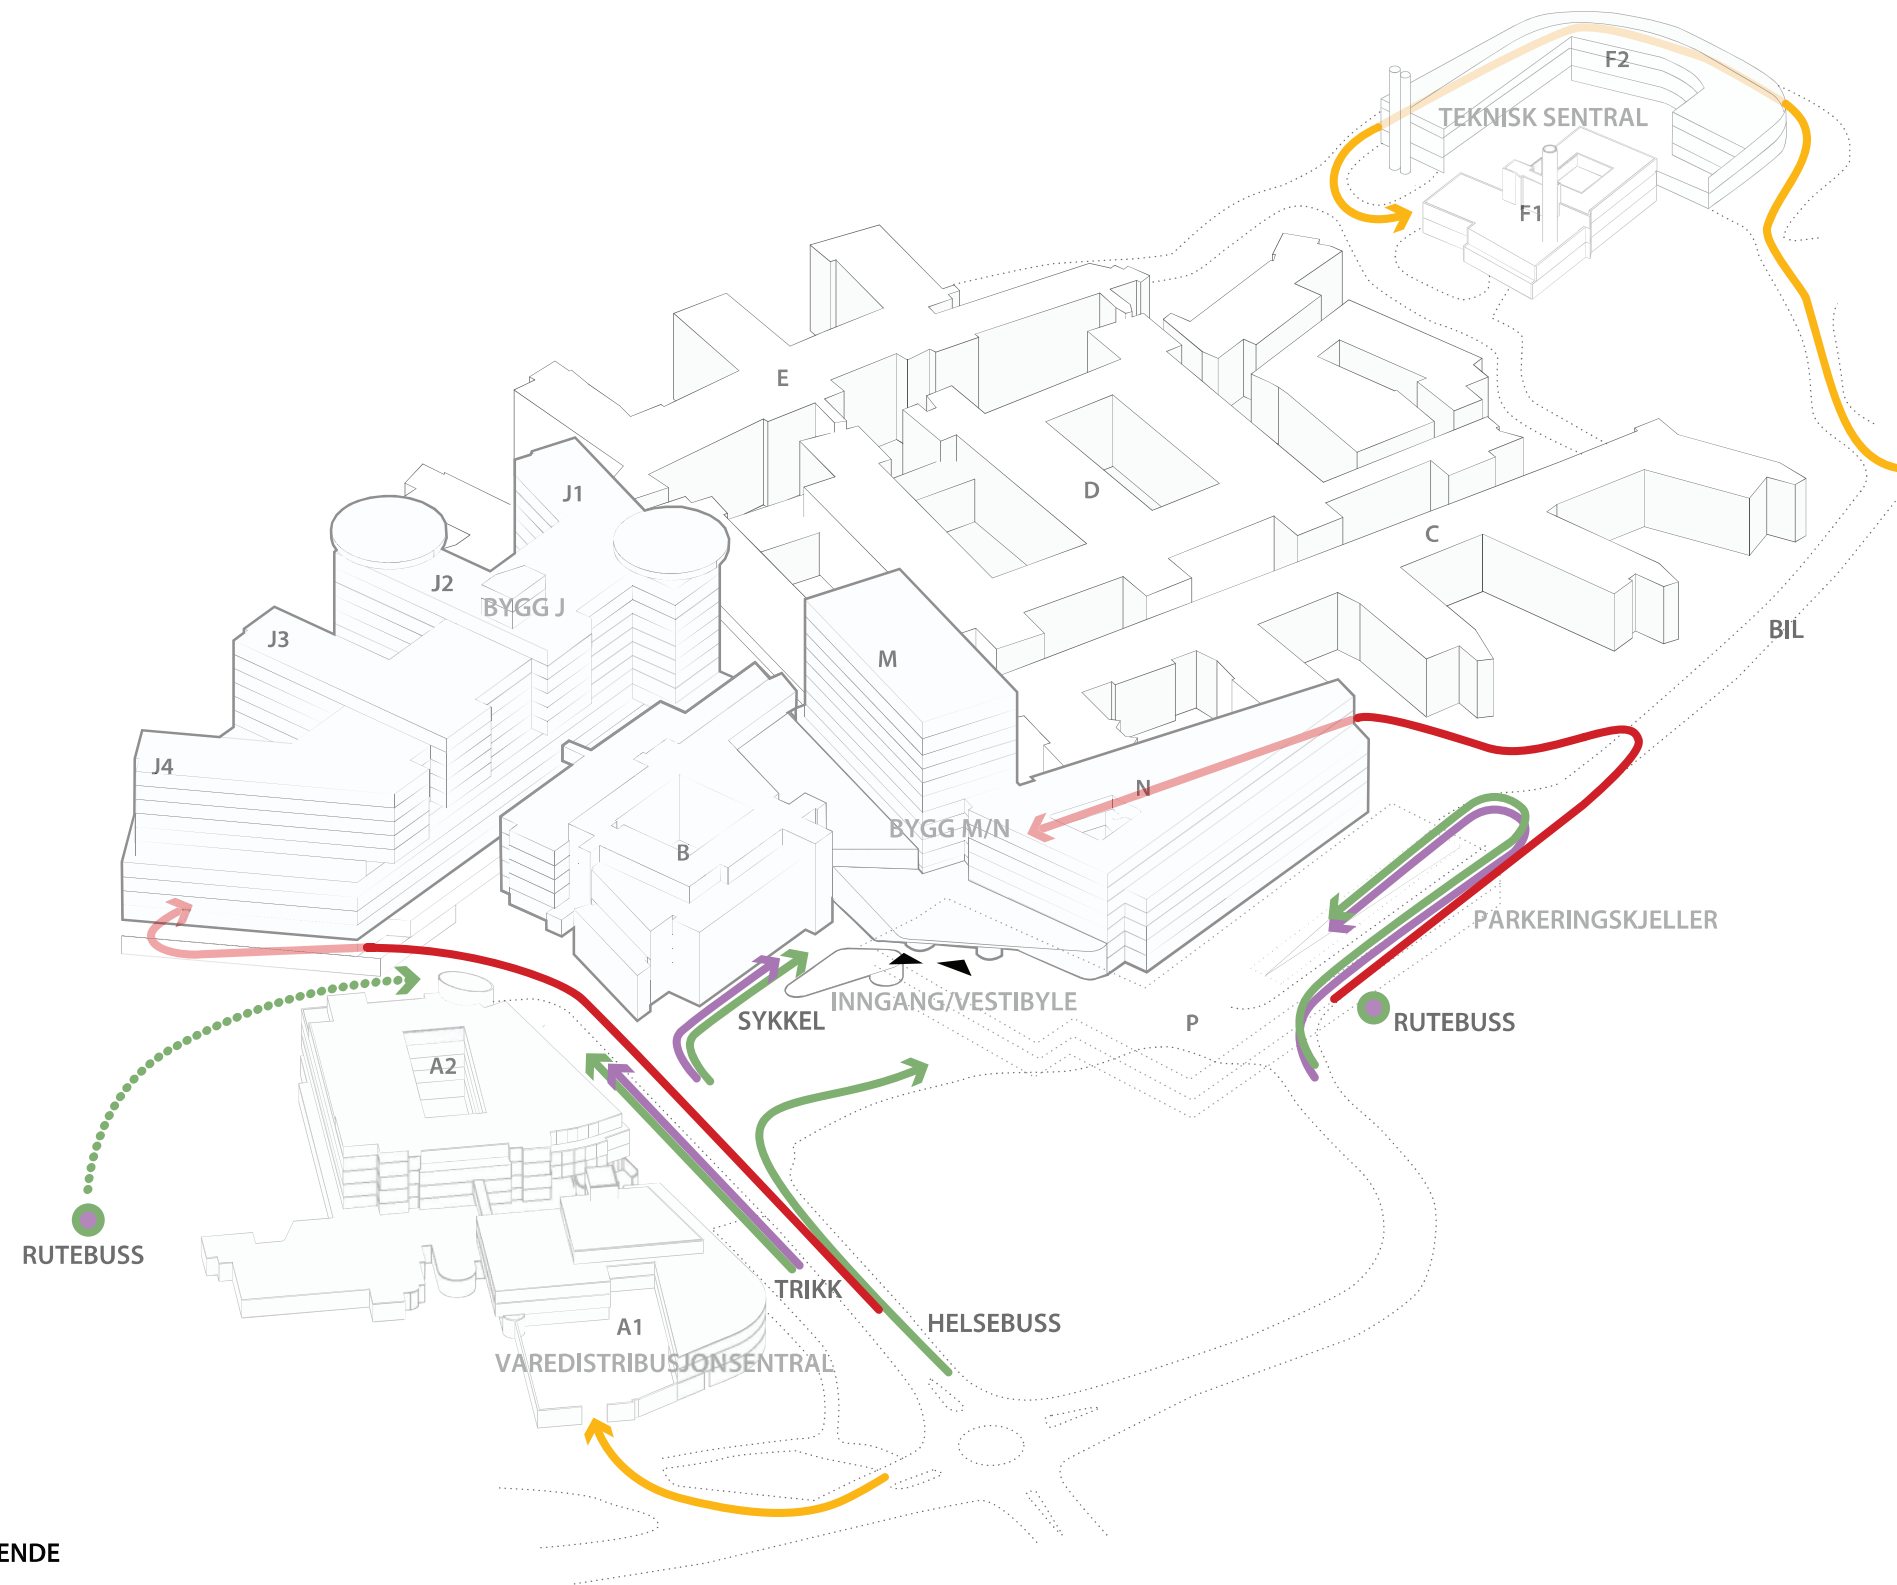 F2
TEKNISK SENTRAL
F1
E
J1
D
C
J2
BYGG J
J3
BIL
M
J4
N
BYGG M/N
B
PARKERINGSKJELLER
INNGANG/VESTIBYLE
SYKKEL
P
RUTEBUSS
A2
RUTEBUSS
TRIKK
HELSEBUSS
A1
VAREDISTRIBUSJONSENTRAL
ENDE